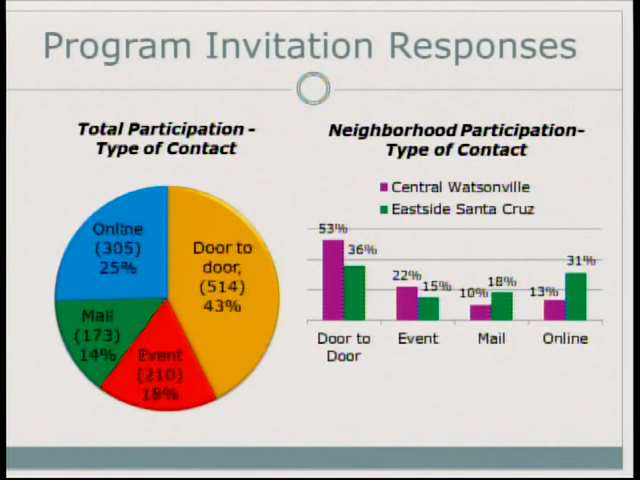 Program Invitation Responses
Total Participation -
Type of Contact
Online
(305)
25%
Door to
door,
(514)
43%
Mail
(173)
14%
Event
(210)
18%
Neighborhood Participation-
Type of Contact
Central Watsonville
Eastside Santa Cruz
53%
36%
22%
15%
10%
18%
13%
31%
Door to
Door
Event
Mail
Online